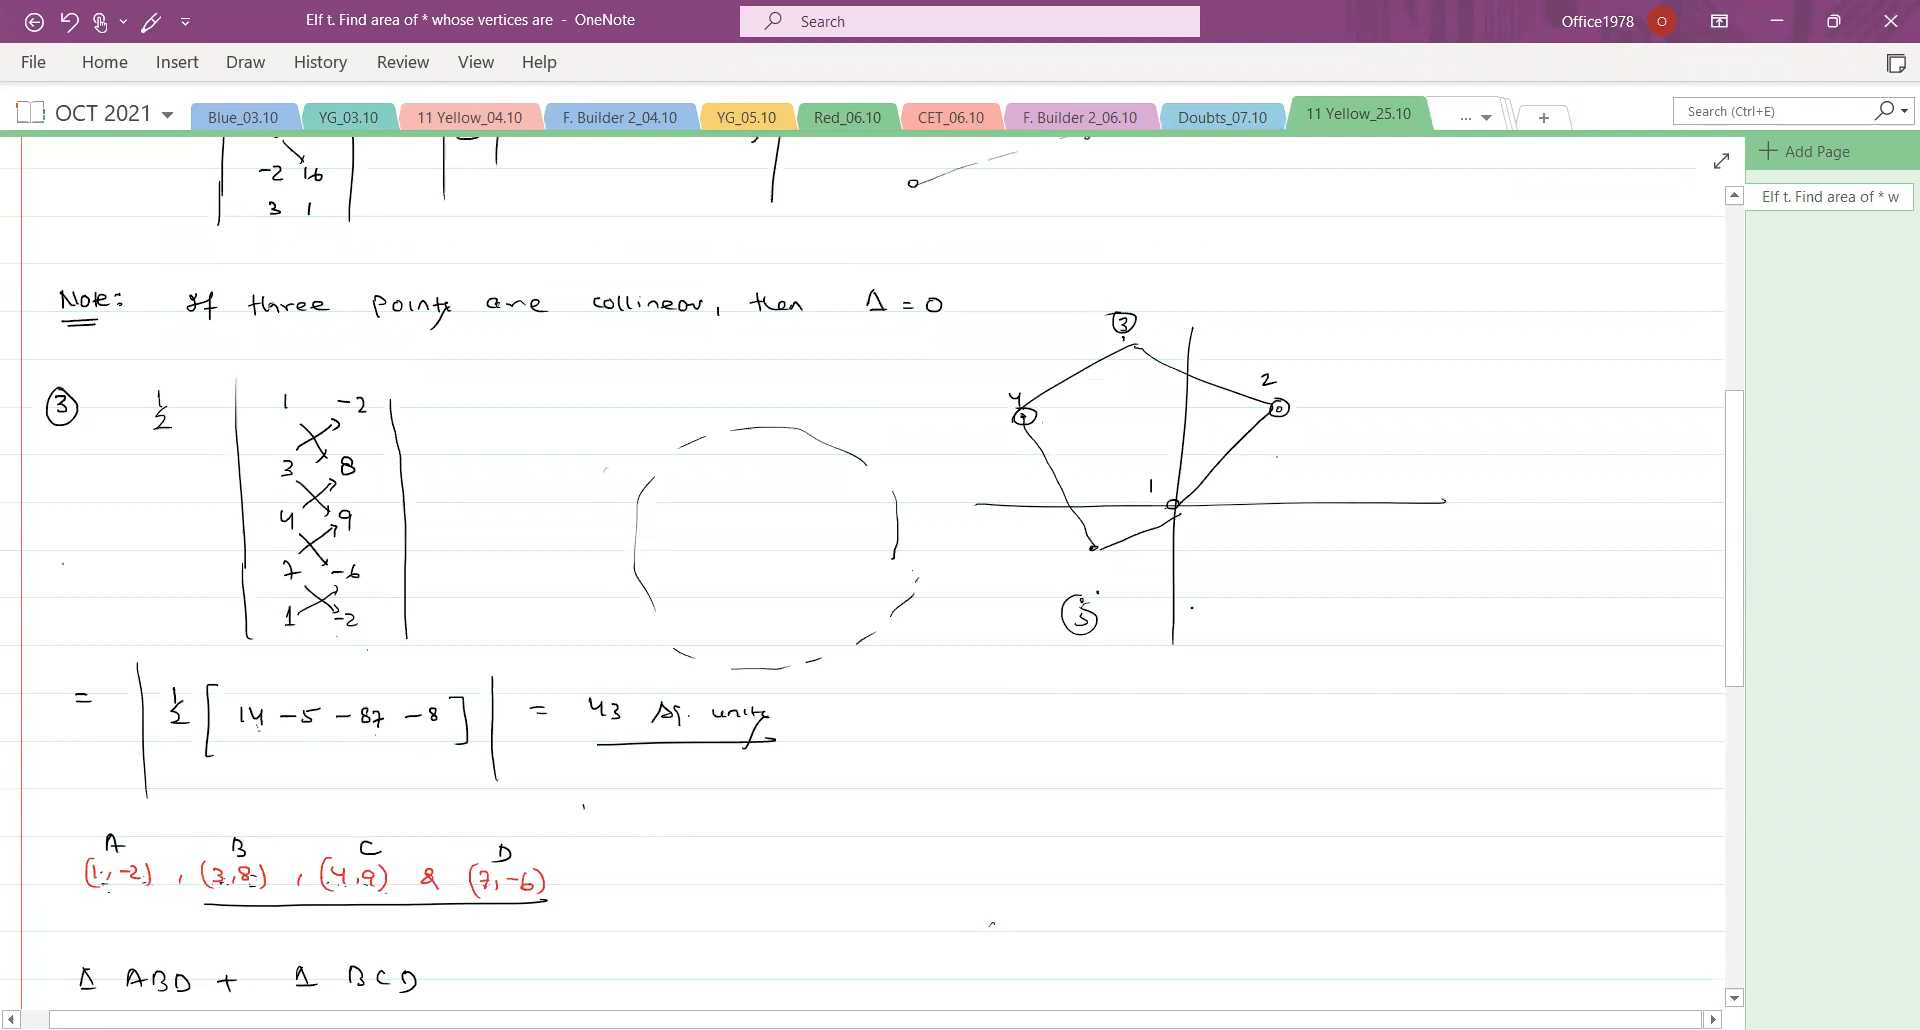 Elf t. Find area of * whose vertices are - OneNote
Search
Office1978
O
File Home Insert Draw History Review View Help
OCT 2021
Blue_03.10 YG_03.10 11 Yellow_04.10 F. Builder 2_04.10 YG_05.10 Red_06.10 CET_06.10 F. Builder 2_06.10 Doubts_07.10 11 Yellow_25.10 ...
Search (Ctrl+E)
Add Page
Elf t. Find area of * w
-2 16
3 1
Note: If three points are collinear, then Δ = 0
3
2
4
1
5
3 1/2
1 -2
3 8
4 9
7 -6
1 -2
= | 1/2 [ 14 - 5 - 87 - 8 ] | = 43 sq. units
A B C D
(1, -2) , (3,8) , (4,9) & (7,-6)
Δ ABD + Δ BCD